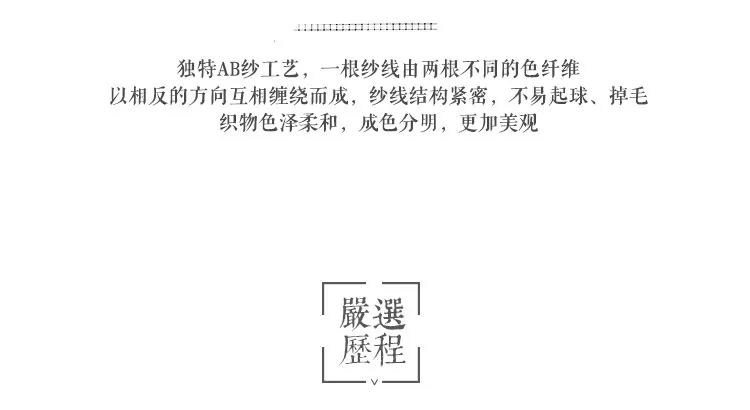 独特AB纱工艺，一根纱线由两根不同的色纤维
以相反的方向互相缠绕而成，纱线结构紧密，不易起球、掉毛
织物色泽柔和，成色分明，更加美观
嚴選
歷程